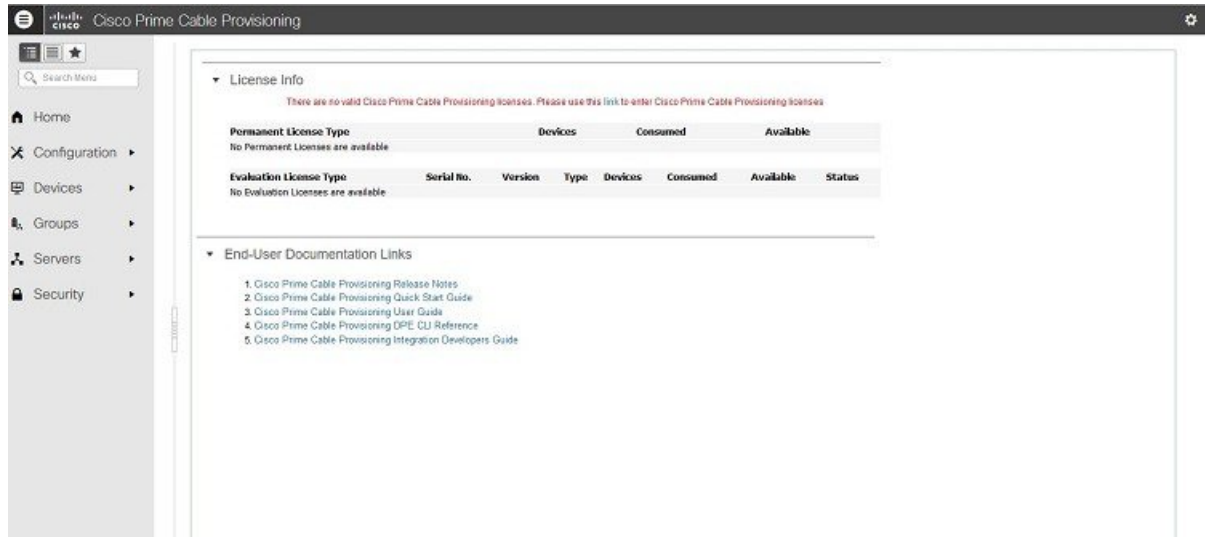 CISCO Cisco Prime Cable Provisioning
Search Menu
Home
Configuration
Devices
Groups
Servers
Security
License Info
There are no valid Cisco Prime Cable Provisioning licenses. Please use this link to enter Cisco Prime Cable Provisioning licenses
Permanent License Type Devices Consumed Available
No Permanent Licenses are available
Evaluation License Type Serial No. Version Type Devices Consumed Available Status
No Evaluation Licenses are available
End-User Documentation Links
1. Cisco Prime Cable Provisioning Release Notes
2. Cisco Prime Cable Provisioning Quick Start Guide
3. Cisco Prime Cable Provisioning User Guide
4. Cisco Prime Cable Provisioning DPE CLI Reference
5. Cisco Prime Cable Provisioning Integration Developers Guide